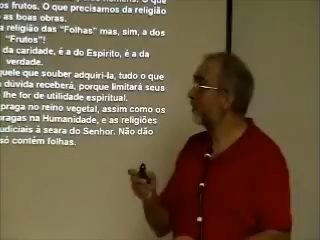 os frutos. O que precisamos da religião
as boas obras.
religião das "Folhas" mas, sim, a dos
"Frutos"!
da caridade, é a do Espírito, é a da
verdade.
quele que souber adquiri-la, tudo o que
dúvida receberá, porque limitará seus
lhe for de utilidade espiritual.
praga no reino vegetal, assim como os
pragas na Humanidade, e as religiões
udiciais à seara do Senhor. Não dão
só contém folhas.